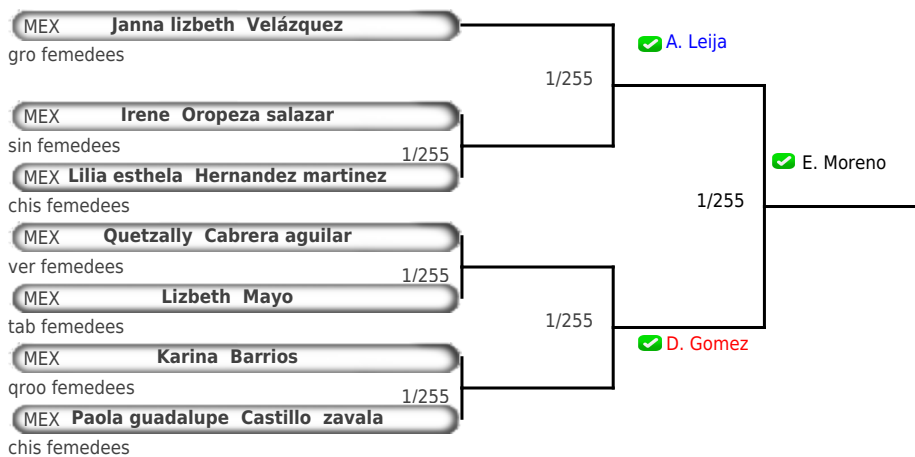 MEX Janna lizbeth Velázquez
gro femedees
A. Leija
1/255
MEX Irene Oropeza salazar
sin femedees
1/255
MEX Lilia esthela Hernandez martinez
chis femedees
E. Moreno
1/255
MEX Quetzally Cabrera aguilar
ver femedees
1/255
MEX Lizbeth Mayo
tab femedees
1/255
D. Gomez
MEX Karina Barrios
qroo femedees
1/255
MEX Paola guadalupe Castillo zavala
chis femedees